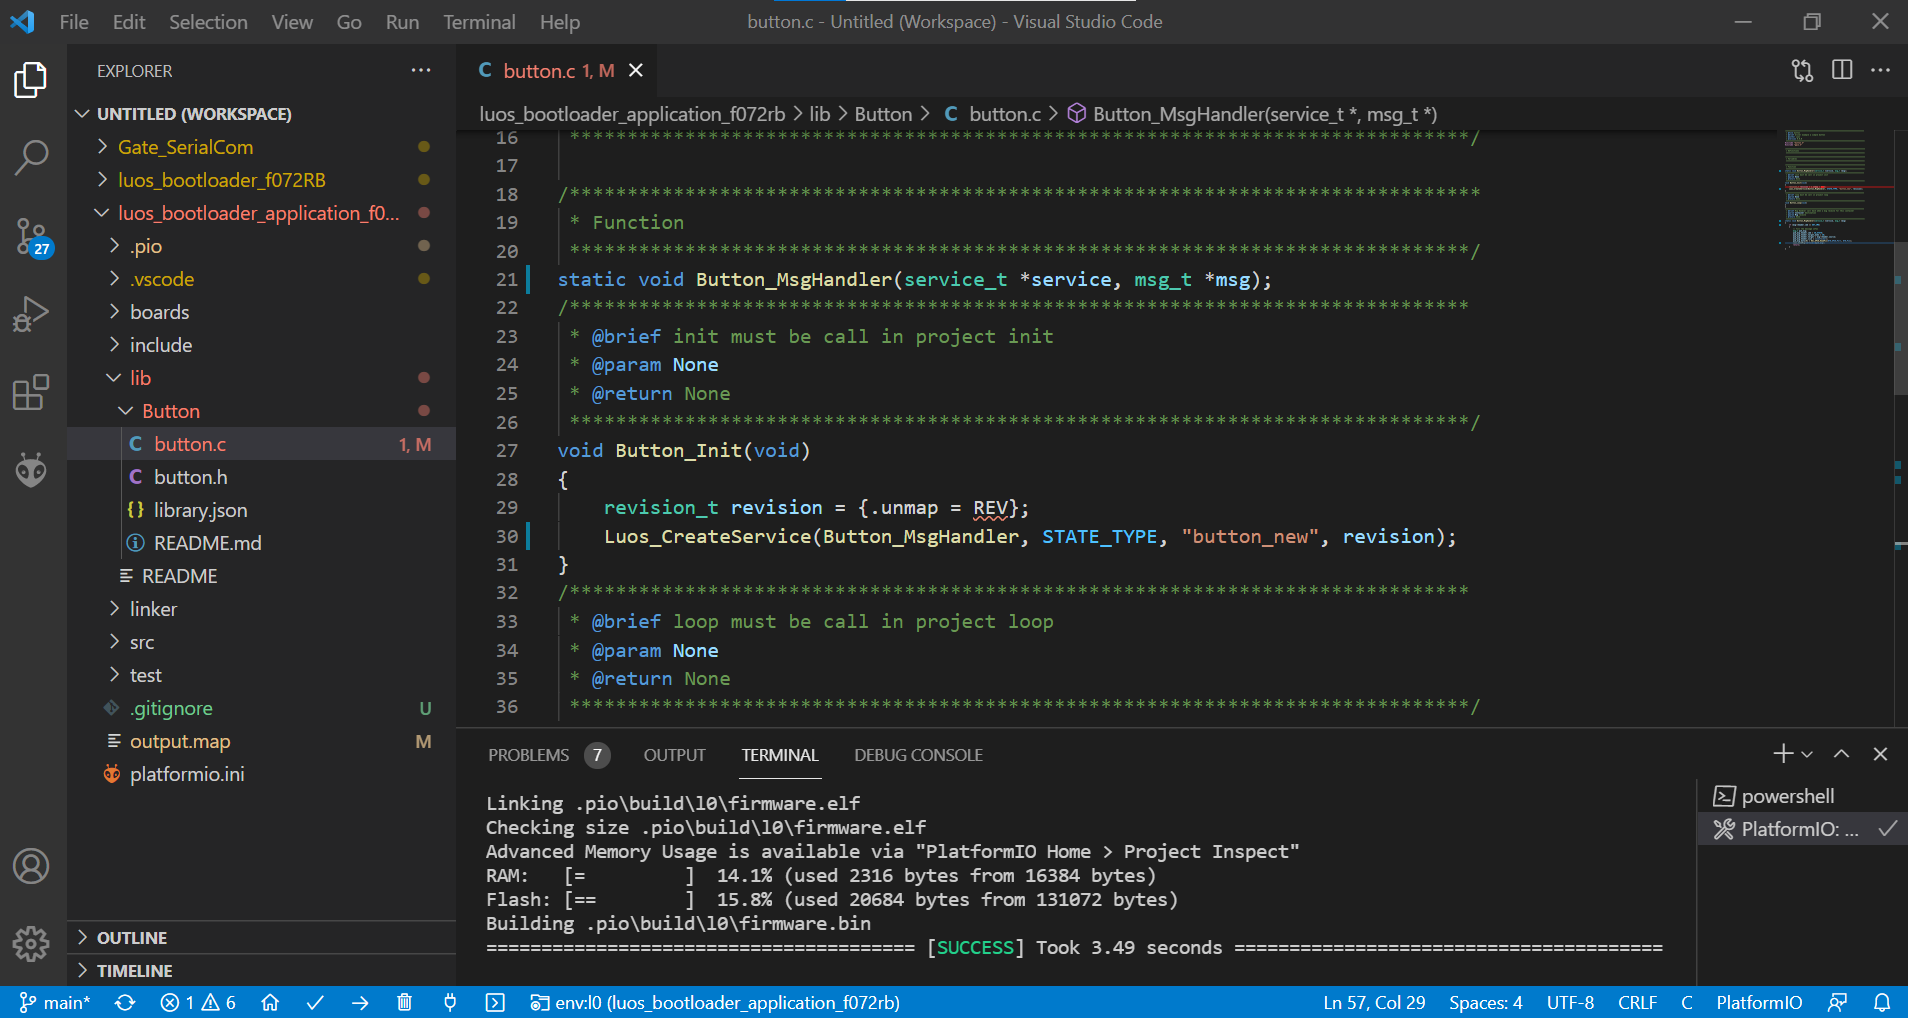 File Edit Selection View Go Run Terminal Help
button.c - Untitled (Workspace) - Visual Studio Code
EXPLORER
UNTITLED (WORKSPACE)
Gate_SerialCom
luos_bootloader_f072RB
luos_bootloader_application_f0...
.pio
.vscode
boards
include
lib
Button
C button.c 1, M
C button.h
{} library.json
README.md
README
linker
src
test
.gitignore U
output.map M
platformio.ini
OUTLINE
TIMELINE
27
C button.c 1, M
luos_bootloader_application_f072rb > lib > Button > C button.c > Button_MsgHandler(service_t *, msg_t *)
16 ******************************************************************************/
17
18 /*******************************************************************************
19 * Function
20 ******************************************************************************/
21 static void Button_MsgHandler(service_t *service, msg_t *msg);
22 /******************************************************************************
23 * @brief init must be call in project init
24 * @param None
25 * @return None
26 ******************************************************************************/
27 void Button_Init(void)
28 {
29 revision_t revision = {.unmap = REV};
30 Luos_CreateService(Button_MsgHandler, STATE_TYPE, "button_new", revision);
31 }
32 /******************************************************************************
33 * @brief loop must be call in project loop
34 * @param None
35 * @return None
36 ******************************************************************************/
PROBLEMS 7 OUTPUT TERMINAL DEBUG CONSOLE
Linking .pio\build\l0\firmware.elf
Checking size .pio\build\l0\firmware.elf
Advanced Memory Usage is available via "PlatformIO Home > Project Inspect"
RAM: [= ] 14.1% (used 2316 bytes from 16384 bytes)
Flash: [== ] 15.8% (used 20684 bytes from 131072 bytes)
Building .pio\build\l0\firmware.bin
======================================= [SUCCESS] Took 3.49 seconds =======================================
powershell
PlatformIO: ...
main* 1 6 env:l0 (luos_bootloader_application_f072rb) Ln 57, Col 29 Spaces: 4 UTF-8 CRLF C PlatformIO